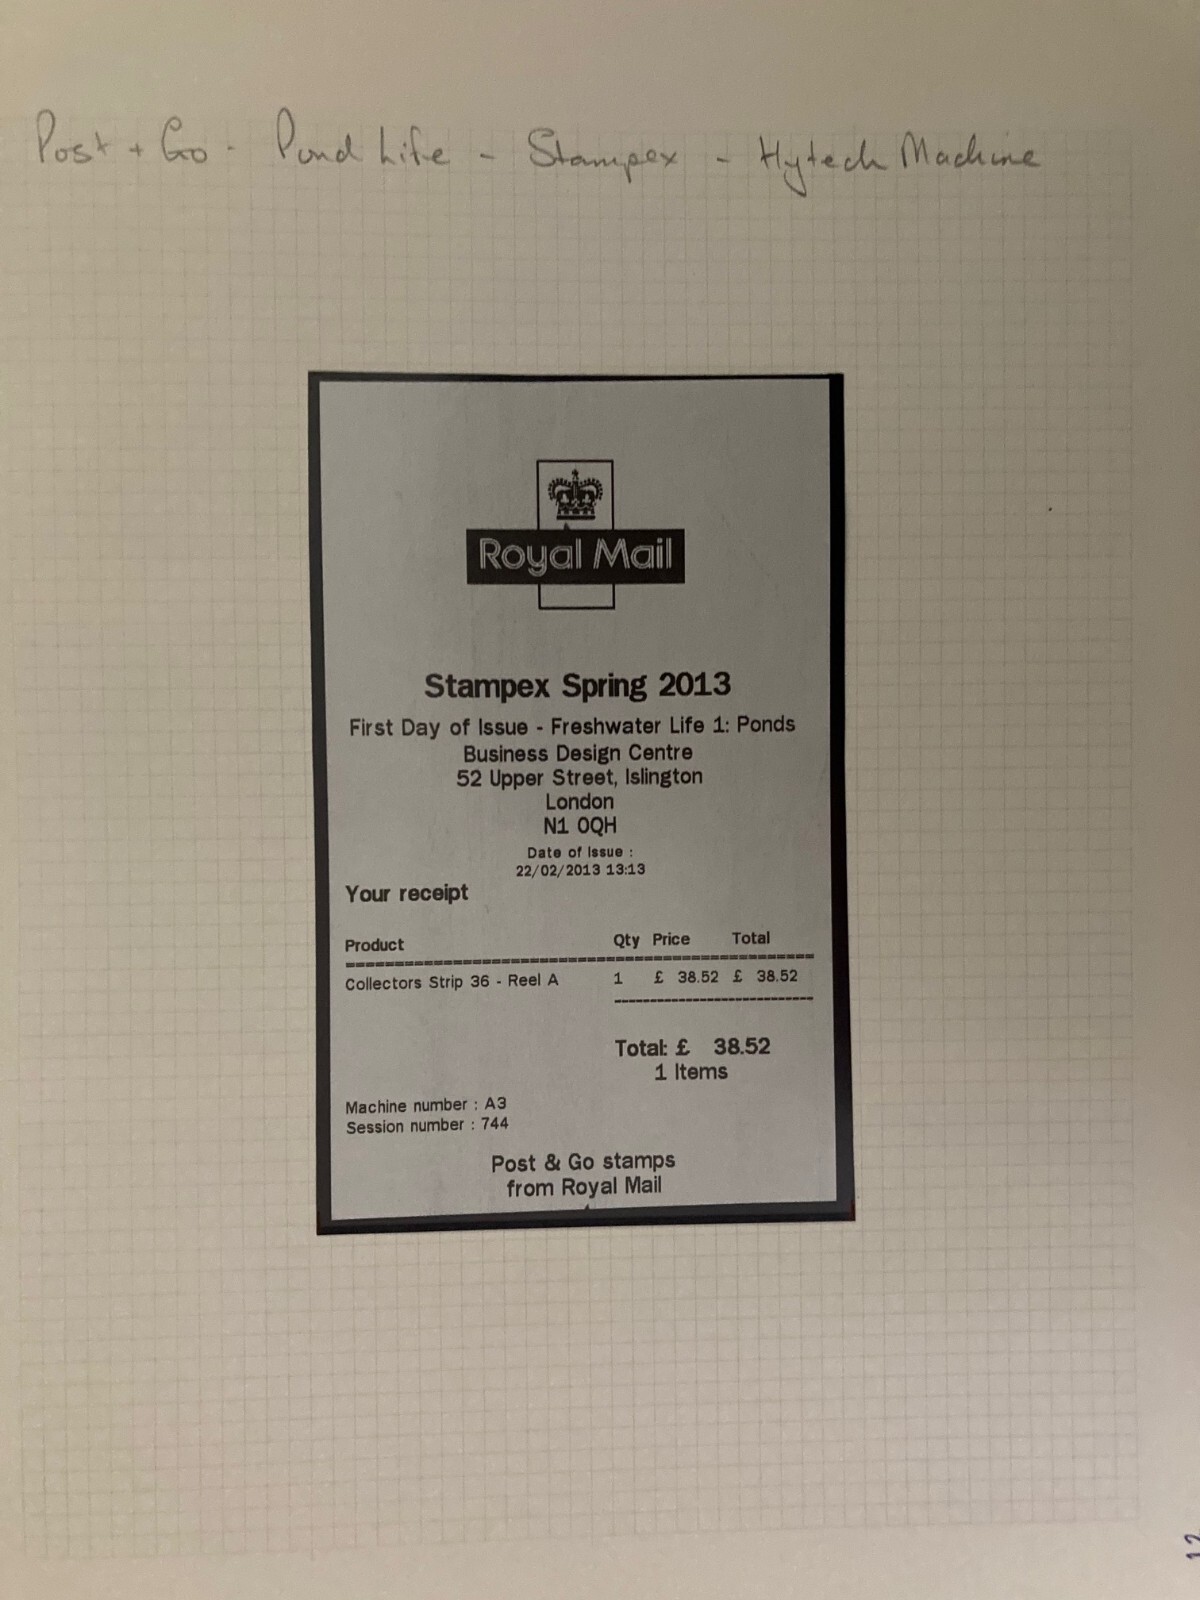 Post + Go - Pond Life - Stampex - Hytech Machine
Royal Mail
Stampex Spring 2013
First Day of Issue - Freshwater Life 1: Ponds
Business Design Centre
52 Upper Street, Islington
London
N1 0QH
Date of Issue :
22/02/2013 13:13
Your receipt
Product Qty Price Total
Collectors Strip 36 - Reel A 1 £ 38.52 £ 38.52
Total: £ 38.52
1 Items
Machine number : A3
Session number : 744
Post & Go stamps
from Royal Mail
12